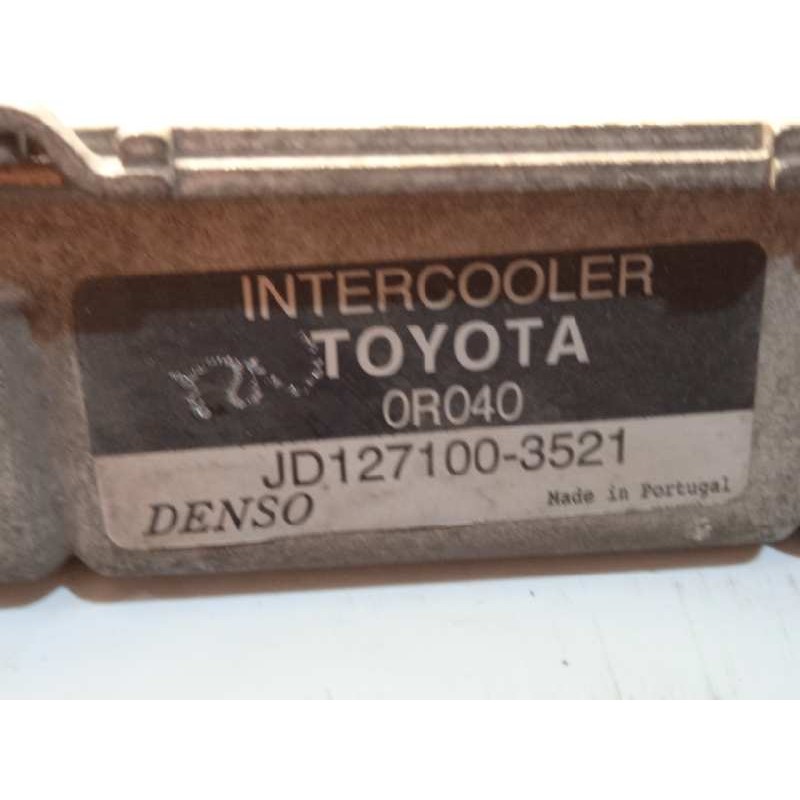 INTERCOOLER
TOYOTA
0R040
JD127100-3521
DENSO
Made in Portugal